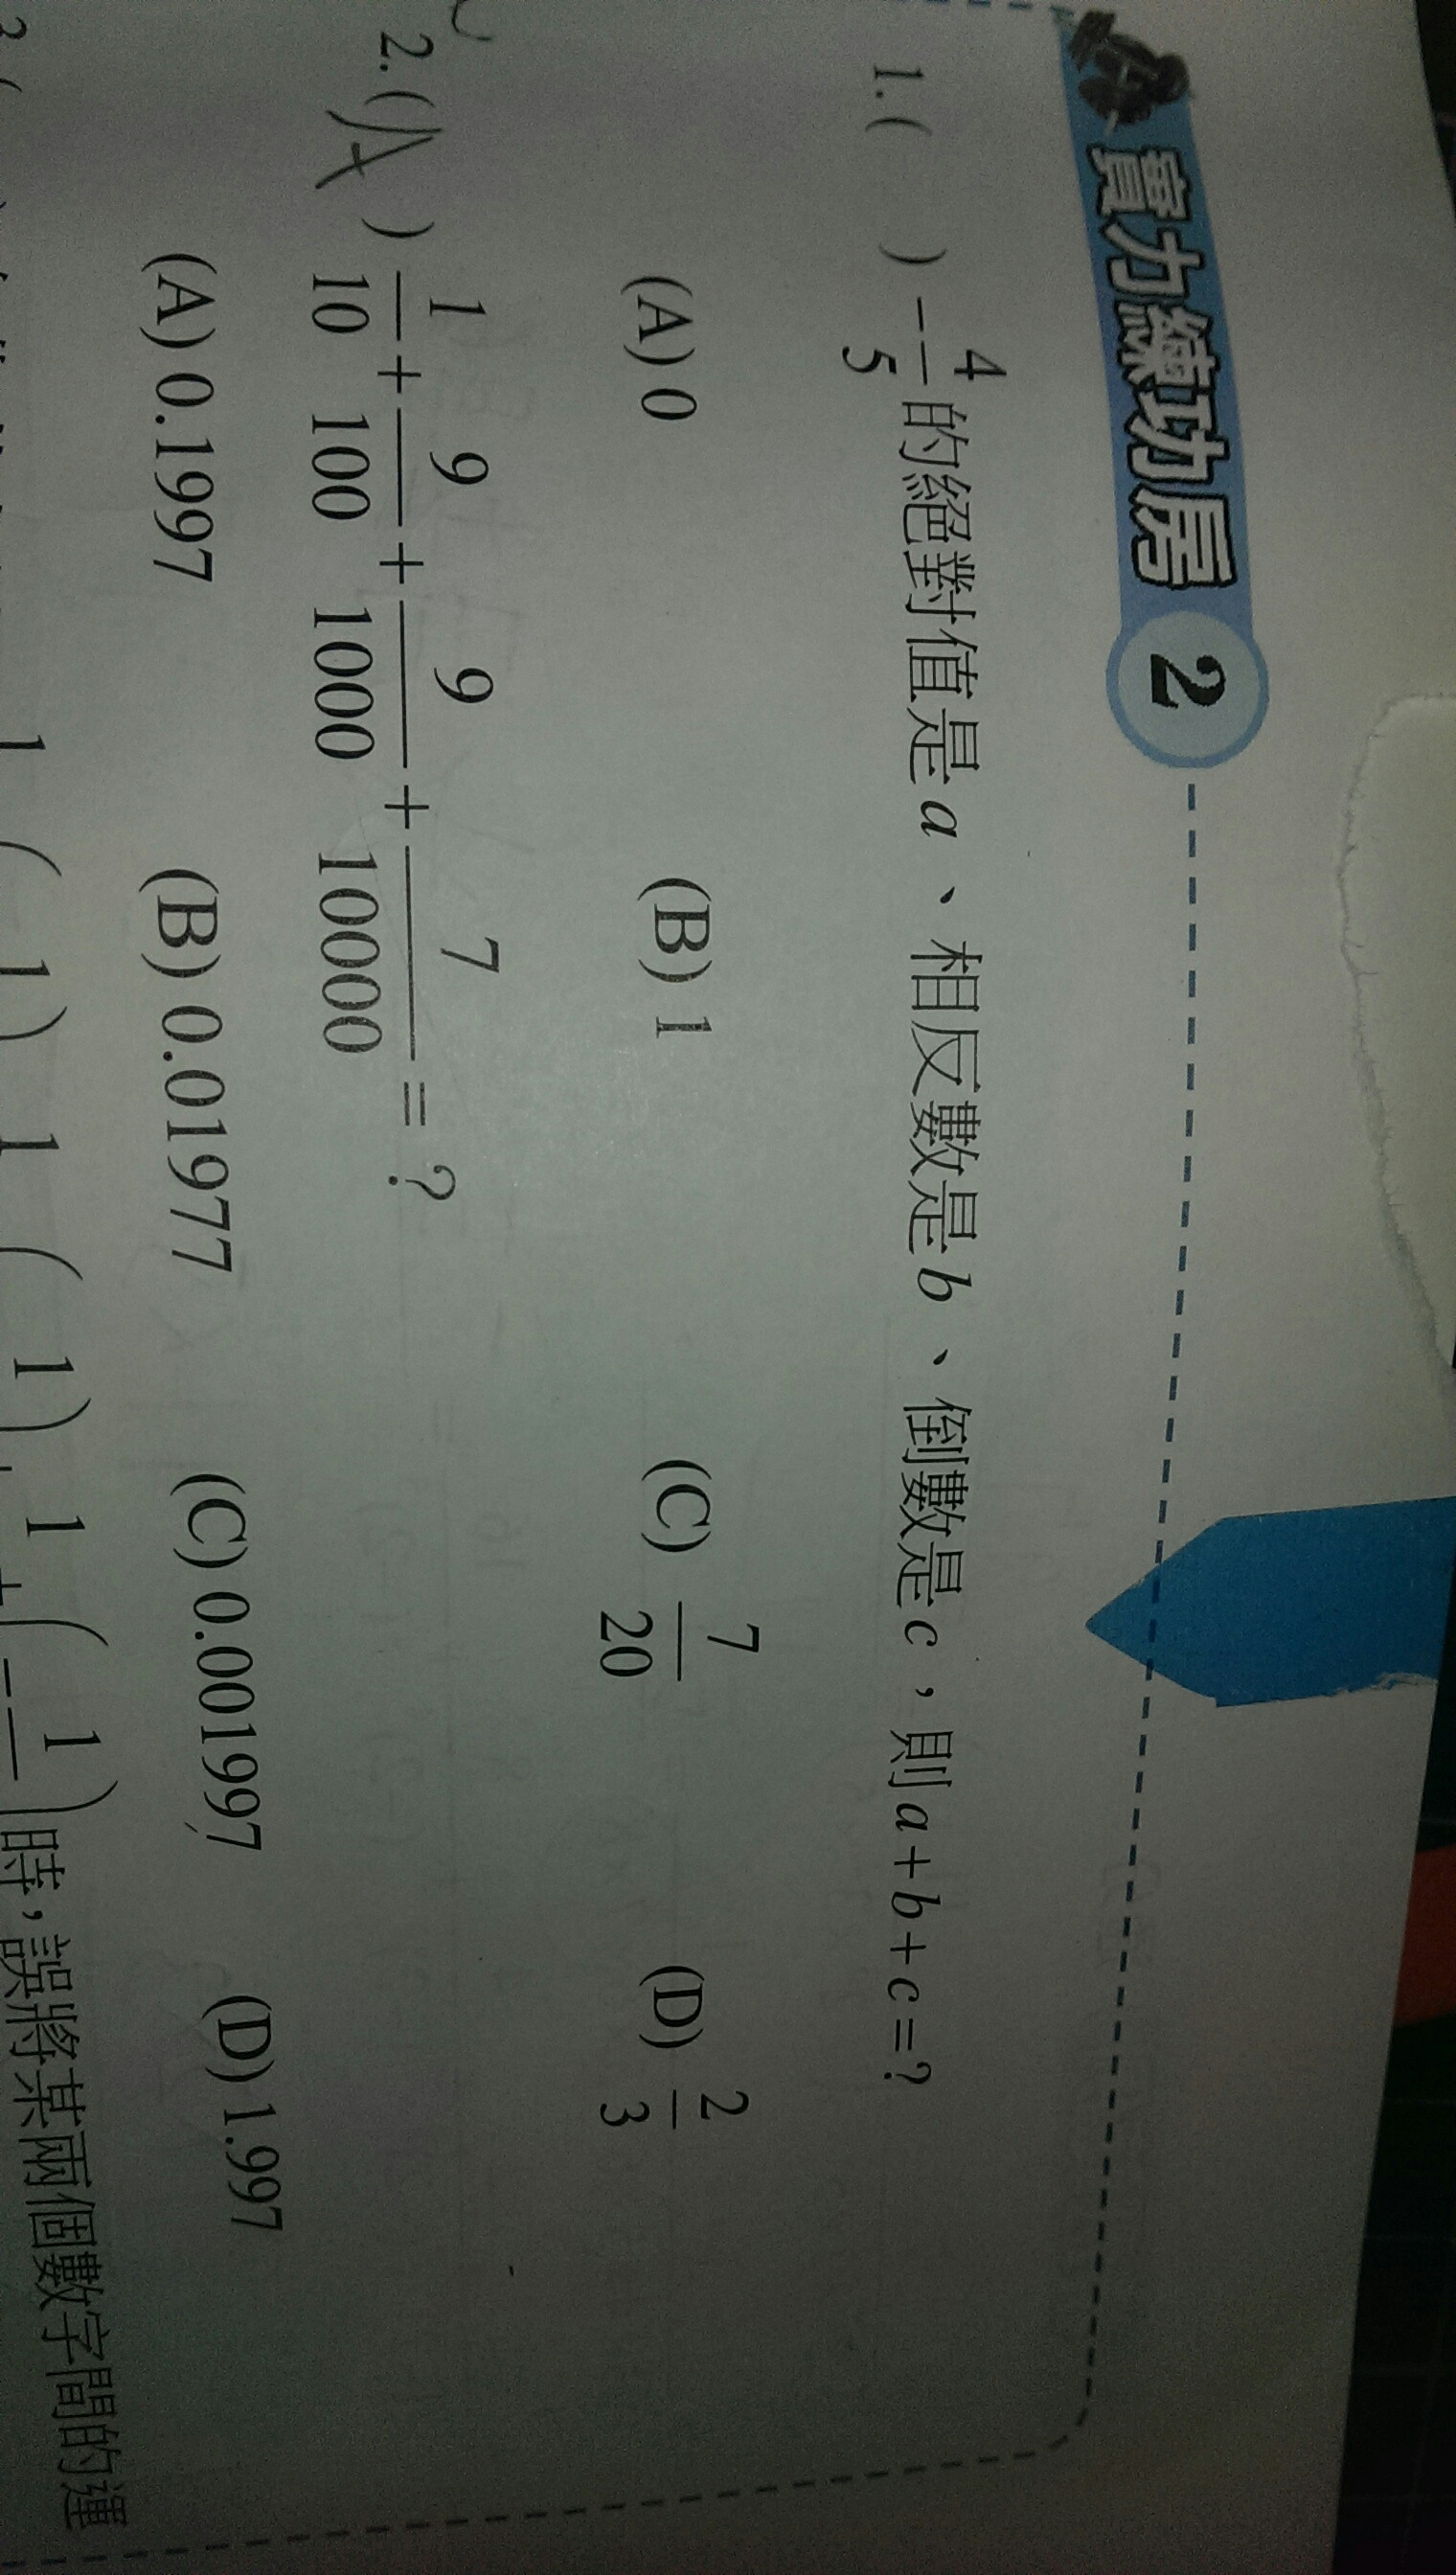 實力練功房 2
1.( ) -4/5的絕對值是a、相反數是b、倒數是c，則a+b+c=?
(A) 0 (B) 1 (C) 7/20 (D) 2/3
2.( A ) 1/10 + 9/100 + 9/1000 + 7/10000 = ?
(A) 0.1997 (B) 0.01977 (C) 0.001997 (D) 1.997
時，誤將某兩個數字間的運